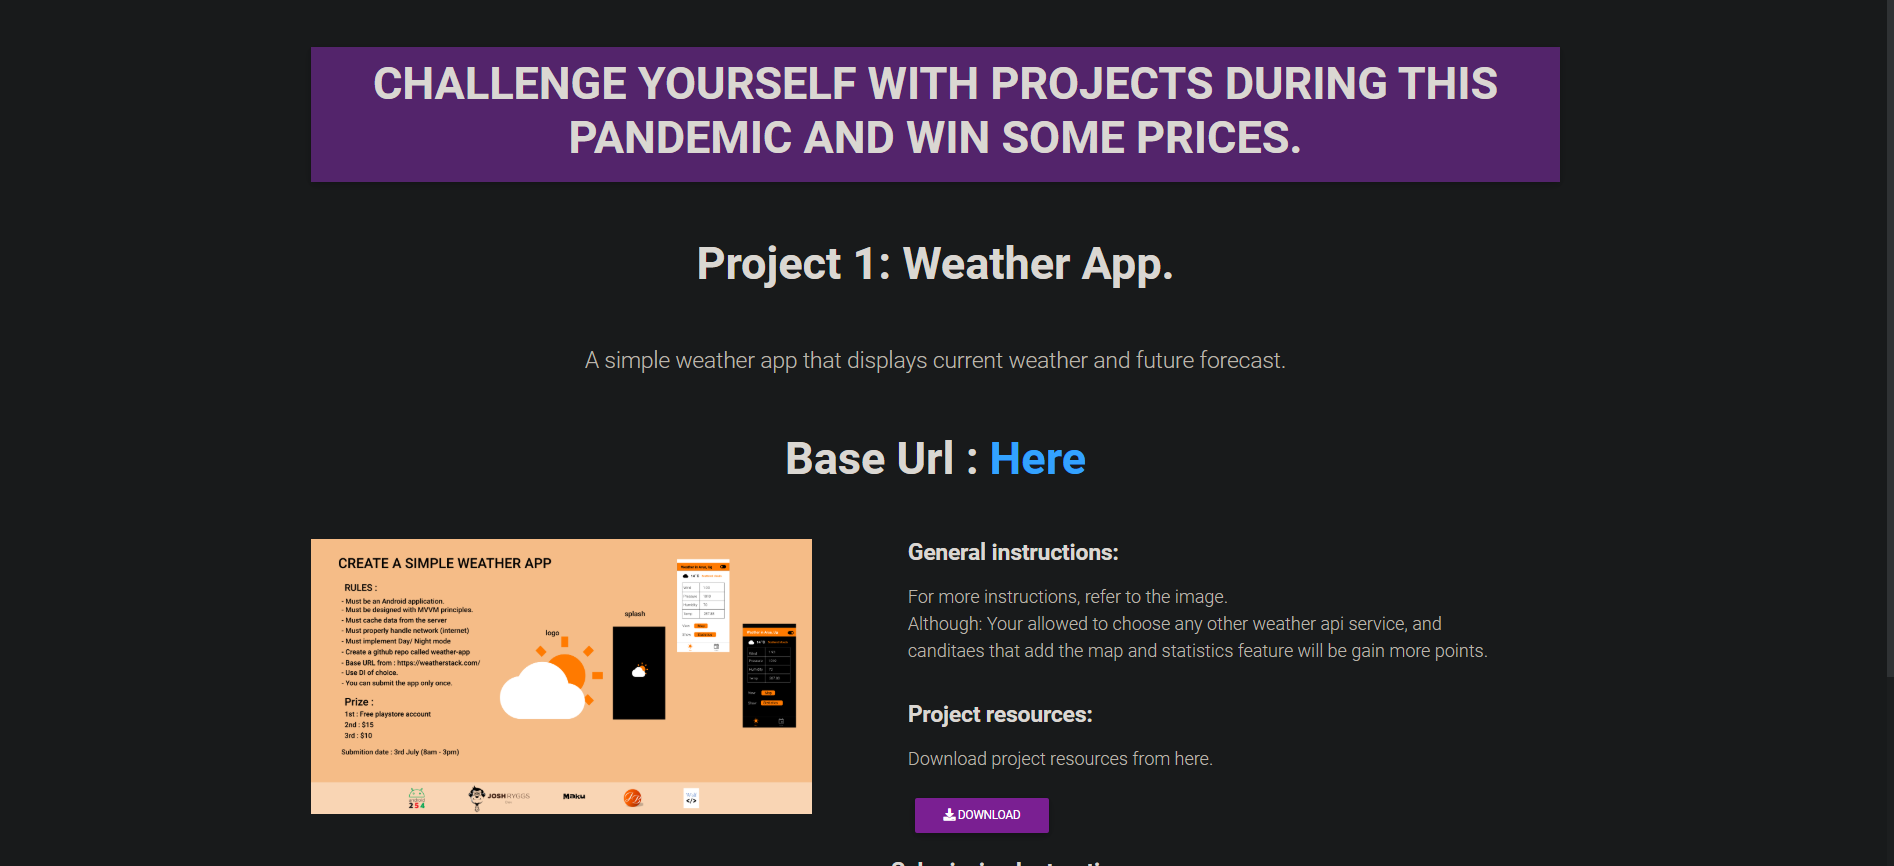 CHALLENGE YOURSELF WITH PROJECTS DURING THIS
PANDEMIC AND WIN SOME PRICES.
Project 1: Weather App.
A simple weather app that displays current weather and future forecast.
Base Url : Here
CREATE A SIMPLE WEATHER APP
RULES :
- Must be an Android application.
- Must be designed with MVVM principles.
- Must cache data from the server
- Must properly handle network (internet)
- Must implement Day/ Night mode
- Create a github repo called weather-app
- Base URL from : https://weatherstack.com/
- Use DI of choice.
- You can submit the app only once.
Prize :
1st : Free playstore account
2nd : $15
3rd : $10
Submition date : 3rd July (8am - 3pm)
logo
splash
android
254
JOSHRYGGS
Maku
General instructions:
For more instructions, refer to the image.
Although: Your allowed to choose any other weather api service, and
canditaes that add the map and statistics feature will be gain more points.
Project resources:
Download project resources from here.
DOWNLOAD